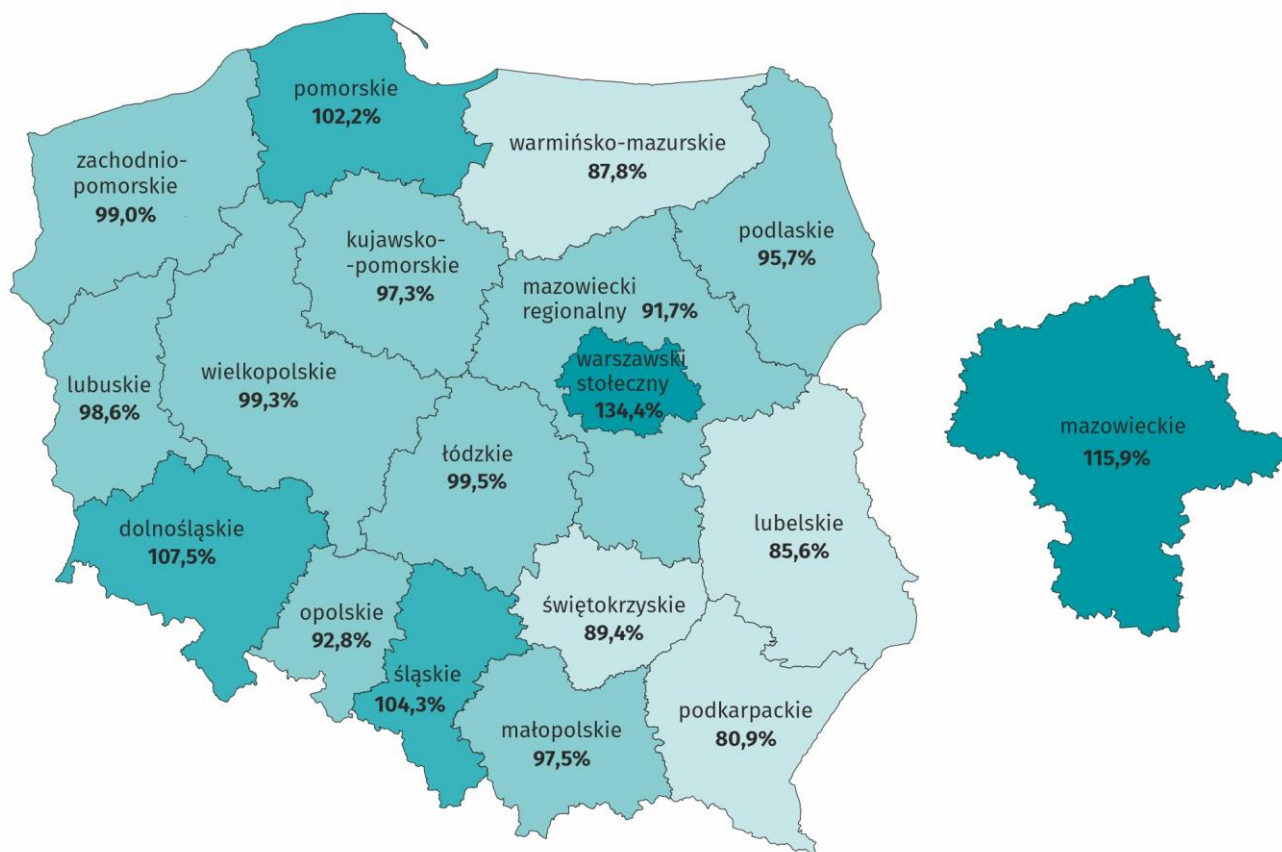 pomorskie
102,2%
warmińsko-mazurskie
87,8%
zachodnio-
pomorskie
99,0%
kujawsko-
-pomorskie
97,3%
podlaskie
95,7%
mazowiecki
regionalny 91,7%
warszawski
stołeczny
134,4%
lubuskie
98,6%
wielkopolskie
99,3%
łódzkie
99,5%
mazowieckie
115,9%
dolnośląskie
107,5%
lubelskie
85,6%
opolskie
92,8%
świętokrzyskie
89,4%
śląskie
104,3%
małopolskie
97,5%
podkarpackie
80,9%